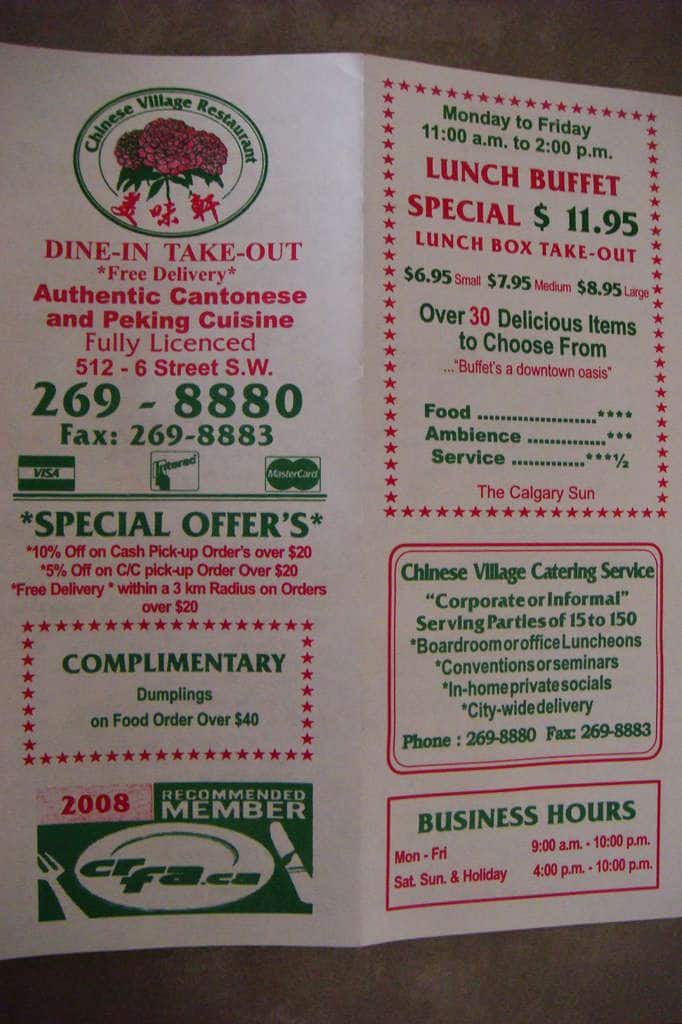 Chinese Village Restaurant
美味軒
DINE-IN TAKE-OUT
*Free Delivery*
Authentic Cantonese
and Peking Cuisine
Fully Licenced
512 - 6 Street S.W.
269 - 8880
Fax: 269-8883
VISA
Interac
MasterCard
*SPECIAL OFFER'S*
*10% Off on Cash Pick-up Order's over $20
*5% Off on C/C pick-up Order Over $20
*Free Delivery * within a 3 km Radius on Orders
over $20
COMPLIMENTARY
Dumplings
on Food Order Over $40
2008
RECOMMENDED
MEMBER
crfa.ca
Monday to Friday
11:00 a.m. to 2:00 p.m.
LUNCH BUFFET
SPECIAL $ 11.95
LUNCH BOX TAKE-OUT
$6.95 Small $7.95 Medium $8.95 Large
Over 30 Delicious Items
to Choose From
..."Buffet's a downtown oasis"
Food .....................****
Ambience ..............***
Service .............***½
The Calgary Sun
Chinese Village Catering Service
"Corporate or Informal"
Serving Parties of 15 to 150
*Boardroom or office Luncheons
*Conventions or seminars
*In-home private socials
*City-wide delivery
Phone : 269-8880 Fax: 269-8883
BUSINESS HOURS
Mon - Fri 9:00 a.m. - 10:00 p.m.
Sat. Sun. & Holiday 4:00 p.m. - 10:00 p.m.